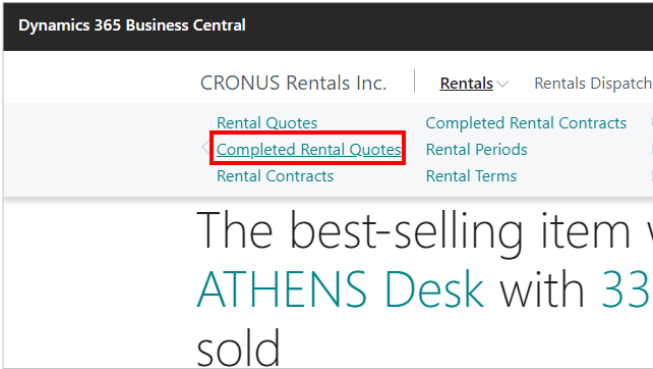 Dynamics 365 Business Central
CRONUS Rentals Inc. Rentals Rentals Dispatch
Rental Quotes Completed Rental Contracts
Completed Rental Quotes Rental Periods
Rental Contracts Rental Terms
The best-selling item
ATHENS Desk with 33
sold